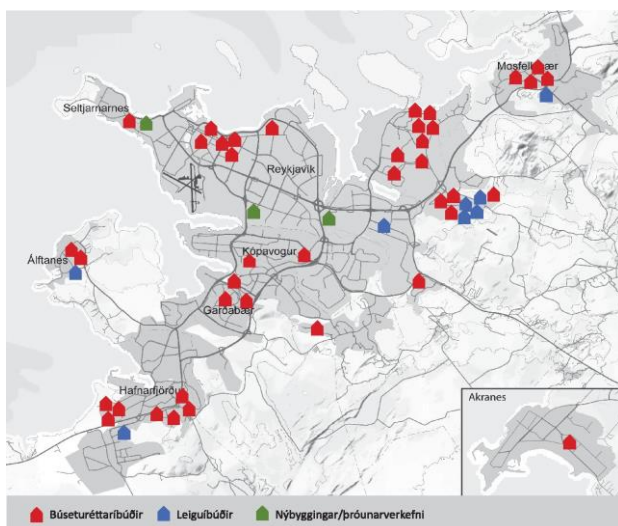 Mosfellsbær
Seltjarnarnes
Reykjavík
Kópavogur
Álftanes
Garðabær
Hafnarfjörður
Akranes
Búseturéttaríbúðir
Leiguíbúðir
Nýbyggingar/þróunarverkefni